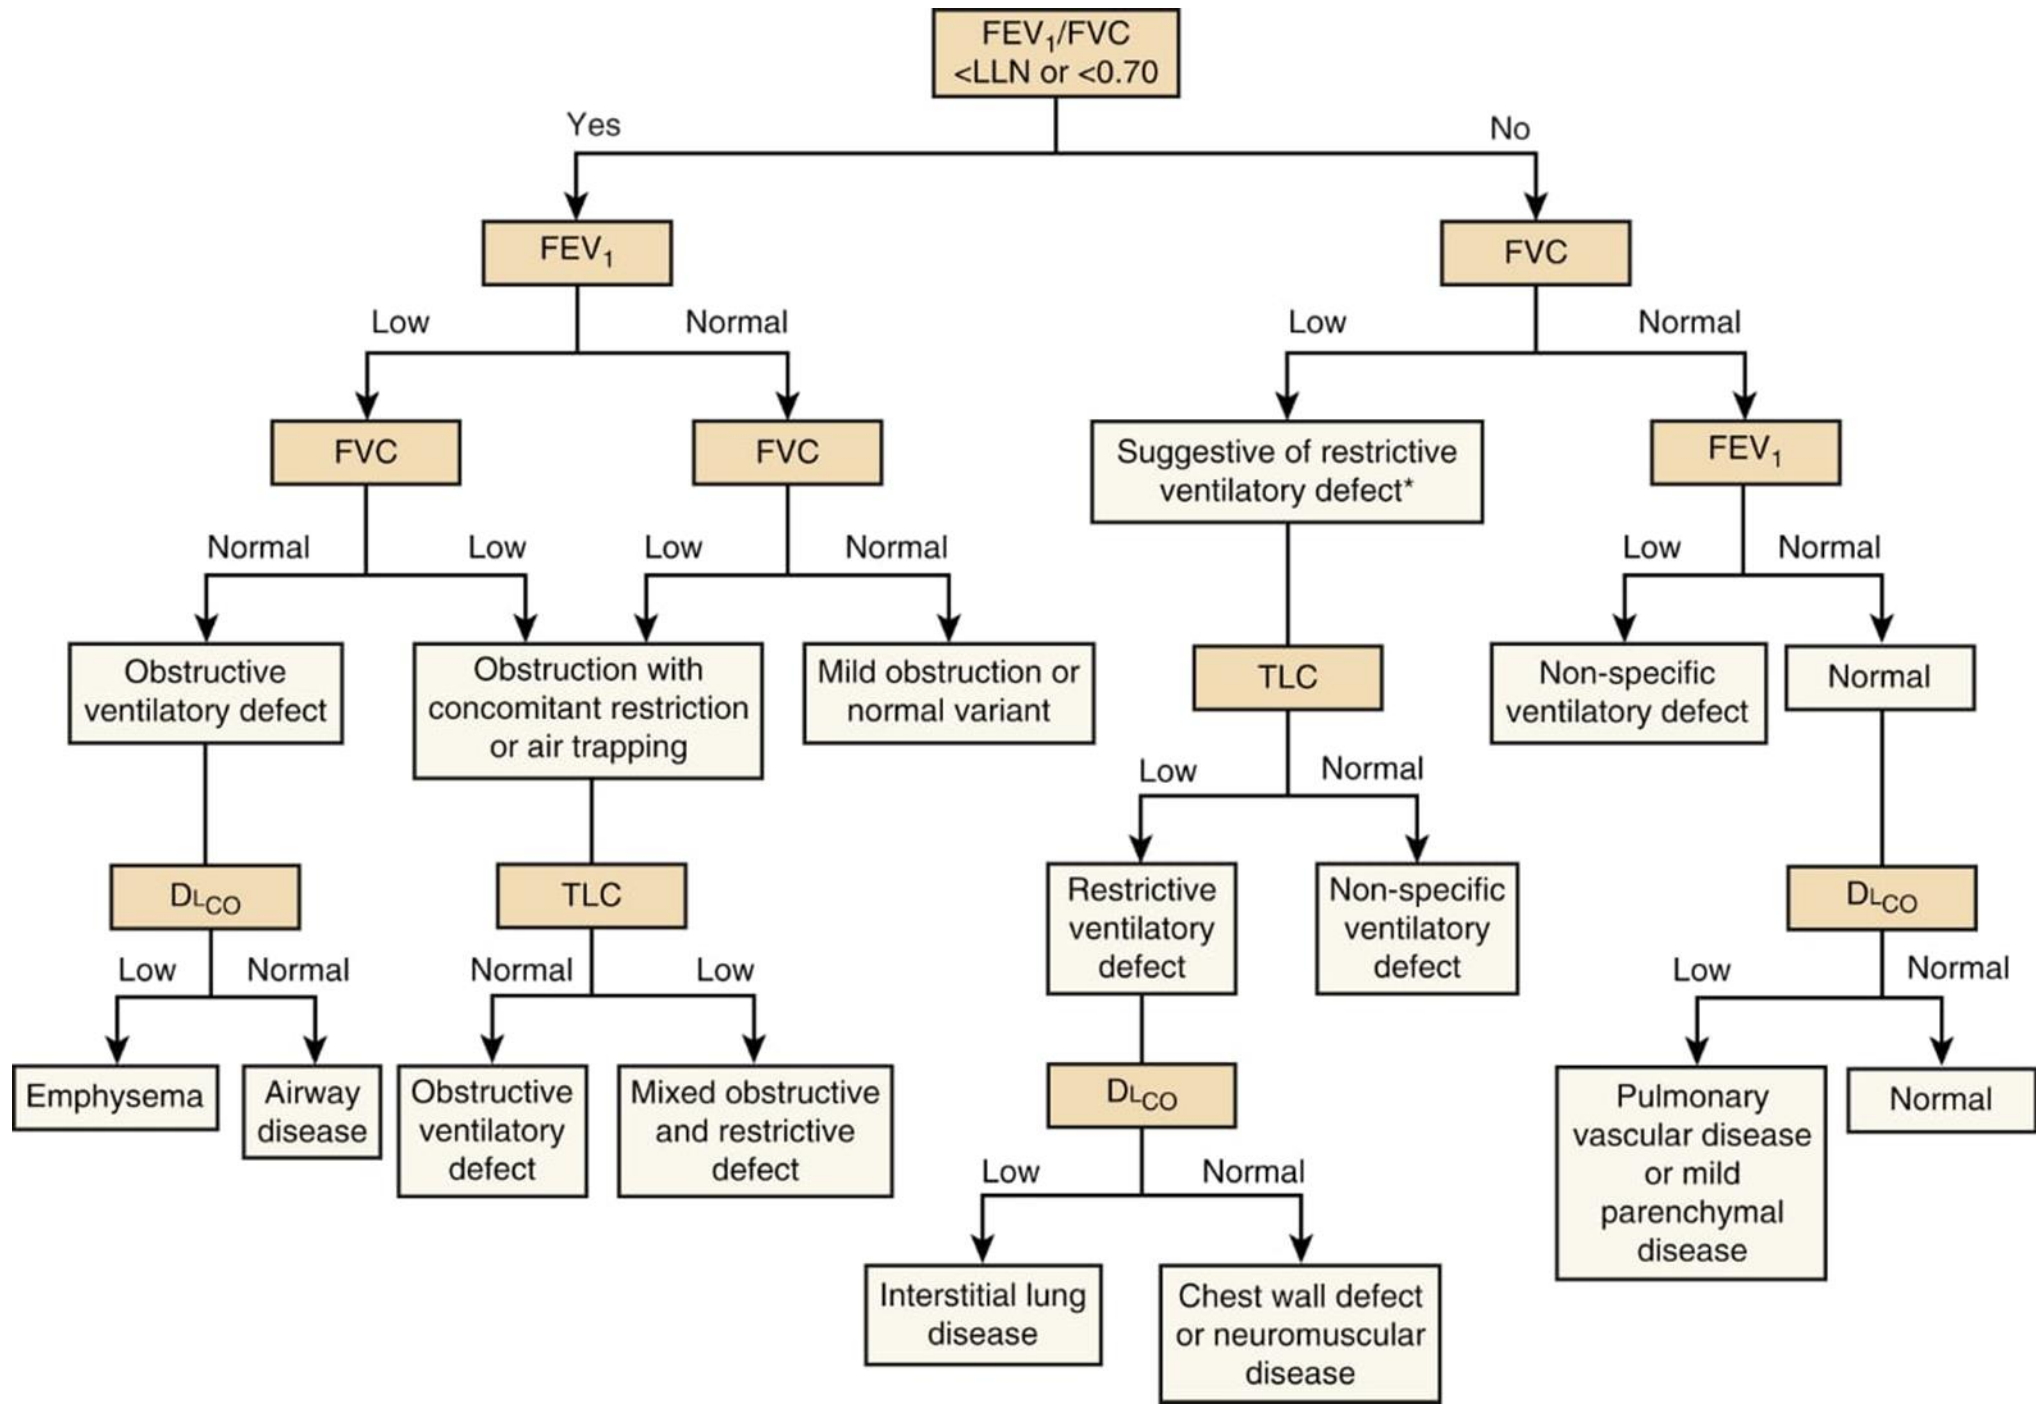 FEV₁/FVC
<LLN or <0.70
Yes
No
FEV₁
FVC
Low
Normal
Low
Normal
FVC
FVC
Suggestive of restrictive
ventilatory defect*
FEV₁
Normal
Low
Low
Normal
Low
Normal
Obstructive
ventilatory defect
Obstruction with
concomitant restriction
or air trapping
Mild obstruction or
normal variant
TLC
Non-specific
ventilatory defect
Normal
Low
Normal
DLCO
TLC
Restrictive
ventilatory
defect
Non-specific
ventilatory
defect
DLCO
Low
Normal
Normal
Low
Low
Normal
Emphysema
Airway
disease
Obstructive
ventilatory
defect
Mixed obstructive
and restrictive
defect
DLCO
Pulmonary
vascular disease
or mild
parenchymal
disease
Normal
Low
Normal
Interstitial lung
disease
Chest wall defect
or neuromuscular
disease